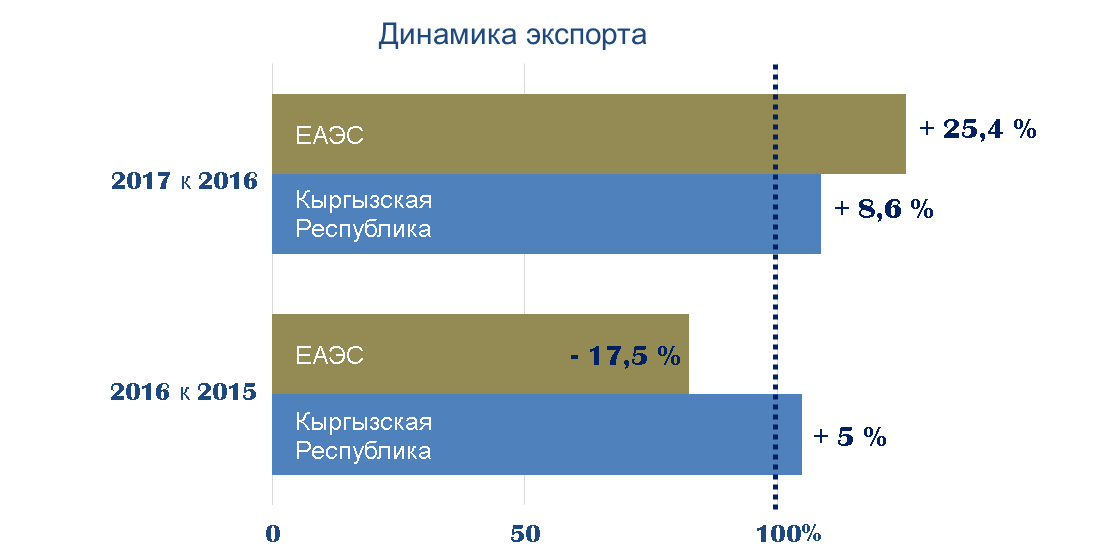 Динамика экспорта
ЕАЭС
+ 25,4 %
2017 к 2016
Кыргызская
Республика
+ 8,6 %
ЕАЭС
- 17,5 %
2016 к 2015
Кыргызская
Республика
+ 5 %
0
50
100%